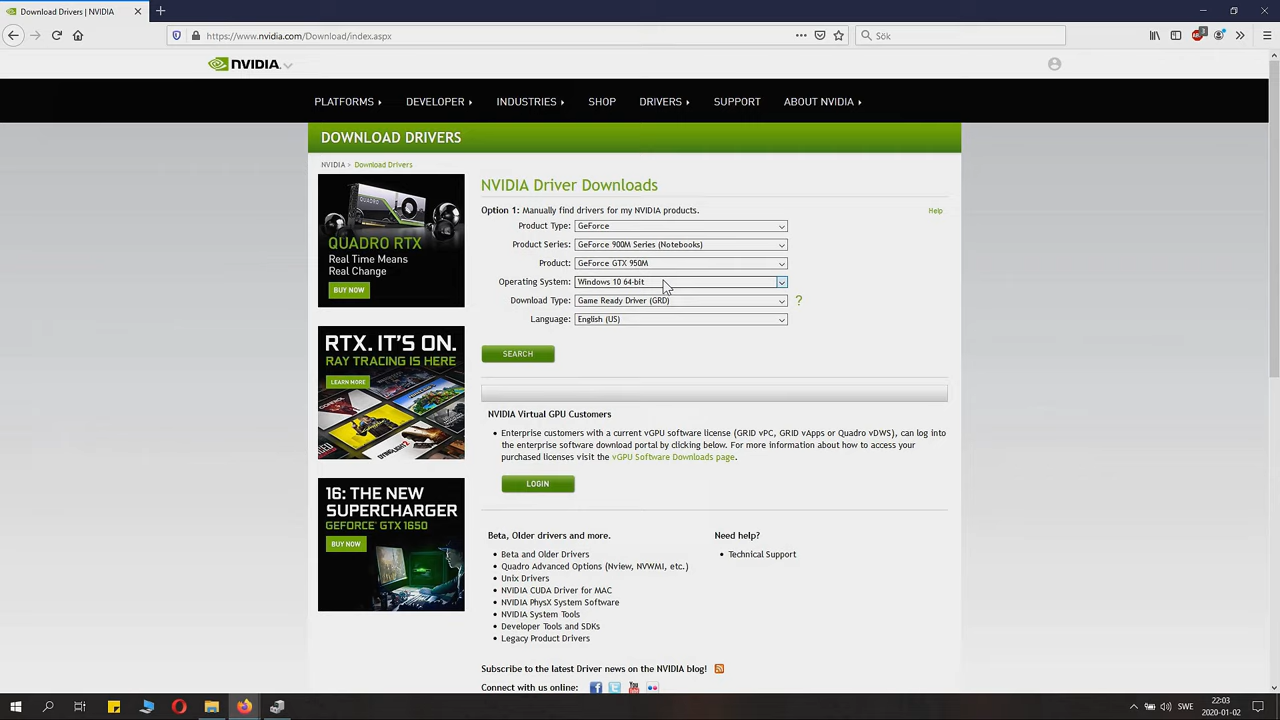 Download Drivers | NVIDIA
https://www.nvidia.com/Download/index.aspx
Sök
NVIDIA.
PLATFORMS DEVELOPER INDUSTRIES SHOP DRIVERS SUPPORT ABOUT NVIDIA
DOWNLOAD DRIVERS
NVIDIA > Download Drivers
QUADRO
QUADRO RTX
Real Time Means
Real Change
BUY NOW
RTX. IT'S ON.
RAY TRACING IS HERE
LEARN MORE
16: THE NEW
SUPERCHARGER
GEFORCE® GTX 1650
BUY NOW
NVIDIA Driver Downloads
Option 1: Manually find drivers for my NVIDIA products.
Help
Product Type: GeForce
Product Series: GeForce 900M Series (Notebooks)
Product: GeForce GTX 950M
Operating System: Windows 10 64-bit
Download Type: Game Ready Driver (GRD) ?
Language: English (US)
SEARCH
NVIDIA Virtual GPU Customers
• Enterprise customers with a current vGPU software license (GRID vPC, GRID vApps or Quadro vDWS), can log into
the enterprise software download portal by clicking below. For more information about how to access your
purchased licenses visit the vGPU Software Downloads page.
LOGIN
Beta, Older drivers and more.
• Beta and Older Drivers
• Quadro Advanced Options (Nview, NVWMI, etc.)
• Unix Drivers
• NVIDIA CUDA Driver for MAC
• NVIDIA PhysX System Software
• NVIDIA System Tools
• Developer Tools and SDKs
• Legacy Product Drivers
Need help?
• Technical Support
Subscribe to the latest Driver news on the NVIDIA blog!
Connect with us online:
SWE
22:03
2020-01-02